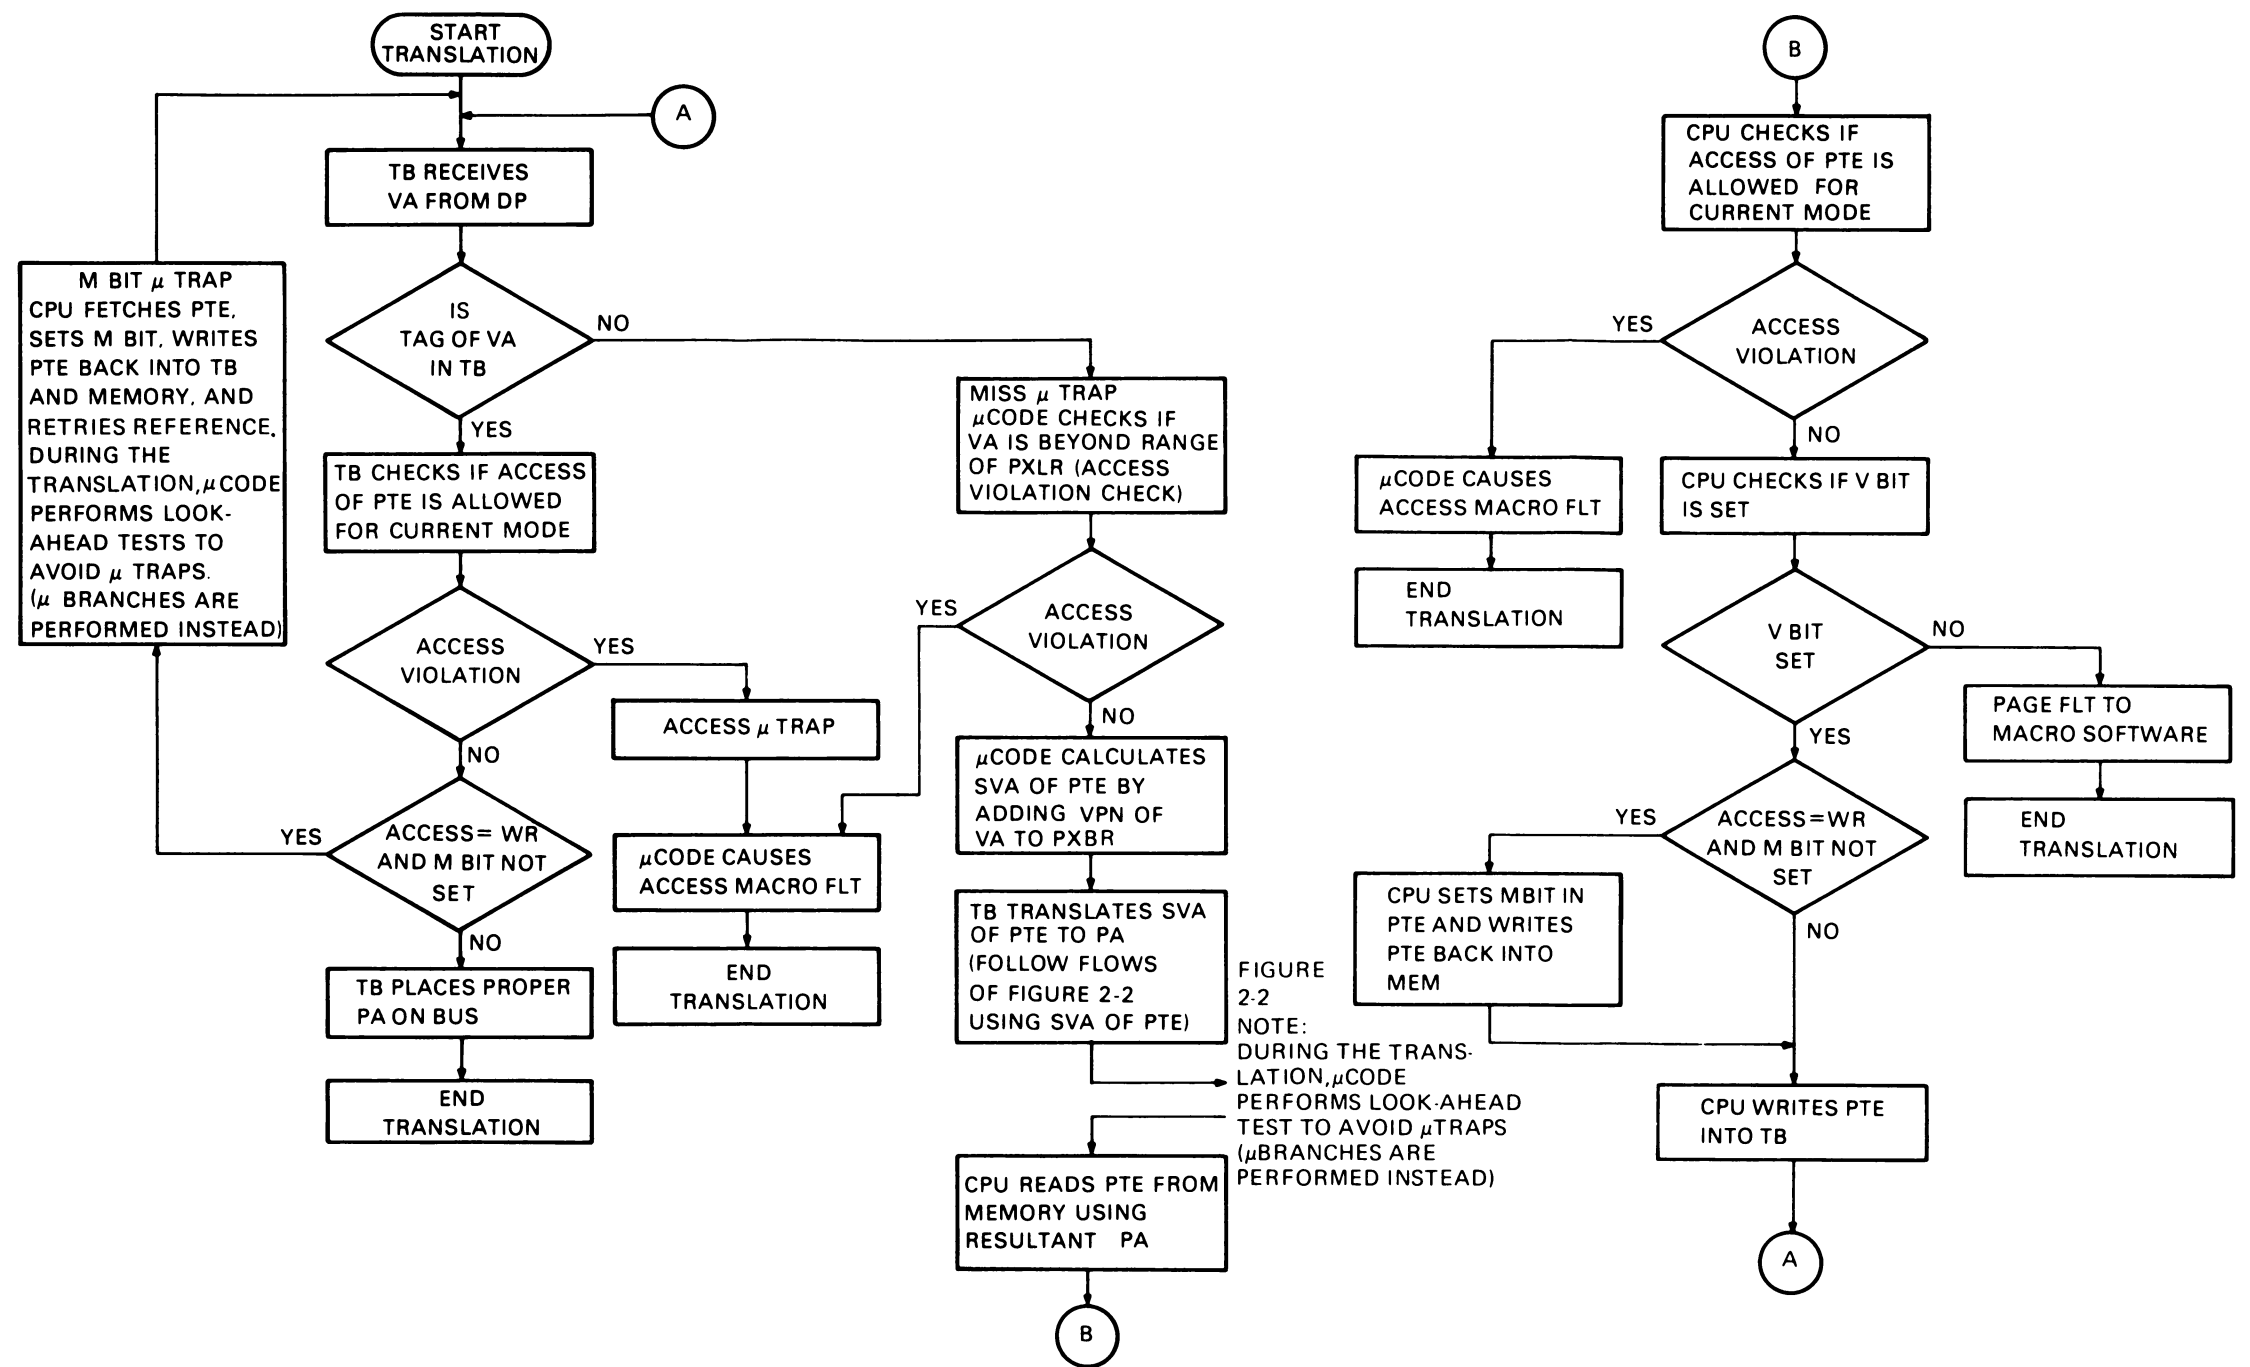 START
TRANSLATION
A
TB RECEIVES
VA FROM DP
M BIT μ TRAP
CPU FETCHES PTE,
SETS M BIT, WRITES
PTE BACK INTO TB
AND MEMORY, AND
RETRIES REFERENCE.
DURING THE
TRANSLATION, μCODE
PERFORMS LOOK-
AHEAD TESTS TO
AVOID μ TRAPS.
(μ BRANCHES ARE
PERFORMED INSTEAD)
IS
TAG OF VA
IN TB
NO
YES
TB CHECKS IF ACCESS
OF PTE IS ALLOWED
FOR CURRENT MODE
ACCESS
VIOLATION
YES
NO
ACCESS μ TRAP
ACCESS= WR
AND M BIT NOT
SET
YES
NO
μCODE CAUSES
ACCESS MACRO FLT
END
TRANSLATION
TB PLACES PROPER
PA ON BUS
END
TRANSLATION
MISS μ TRAP
μCODE CHECKS IF
VA IS BEYOND RANGE
OF PXLR (ACCESS
VIOLATION CHECK)
YES
ACCESS
VIOLATION
NO
μCODE CALCULATES
SVA OF PTE BY
ADDING VPN OF
VA TO PXBR
TB TRANSLATES SVA
OF PTE TO PA
(FOLLOW FLOWS
OF FIGURE 2-2
USING SVA OF PTE)
FIGURE
2-2
NOTE:
DURING THE TRANS-
LATION, μCODE
PERFORMS LOOK-AHEAD
TEST TO AVOID μTRAPS
(μBRANCHES ARE
PERFORMED INSTEAD)
CPU READS PTE FROM
MEMORY USING
RESULTANT PA
B
B
CPU CHECKS IF
ACCESS OF PTE IS
ALLOWED FOR
CURRENT MODE
YES
ACCESS
VIOLATION
NO
μCODE CAUSES
ACCESS MACRO FLT
END
TRANSLATION
CPU CHECKS IF V BIT
IS SET
V BIT
SET
NO
YES
PAGE FLT TO
MACRO SOFTWARE
END
TRANSLATION
YES
ACCESS=WR
AND M BIT NOT
SET
NO
CPU SETS MBIT IN
PTE AND WRITES
PTE BACK INTO
MEM
CPU WRITES PTE
INTO TB
A